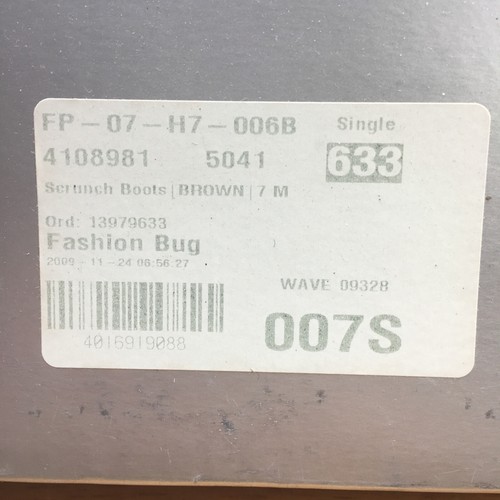 FP-07-H7-006B Single
4108981 5041 633
Scrunch Boots|BROWN|7 M
Ord: 13979633
Fashion Bug
2009-11-24 06:56:27
WAVE 09328
007S
4016919088